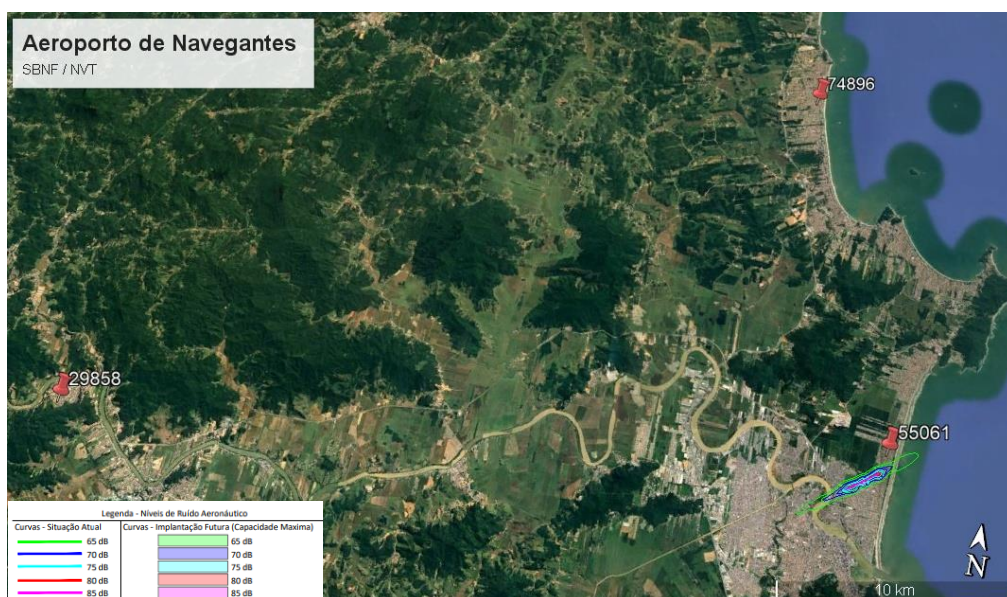 Aeroporto de Navegantes
SBNF / NVT
74896
29858
55061
Legenda - Níveis de Ruído Aeronáutico
Curvas - Situação Atual
Curvas - Implantação Futura (Capacidade Maxima)
65 dB
65 dB
70 dB
70 dB
75 dB
75 dB
80 dB
80 dB
85 dB
85 dB
10 km
N